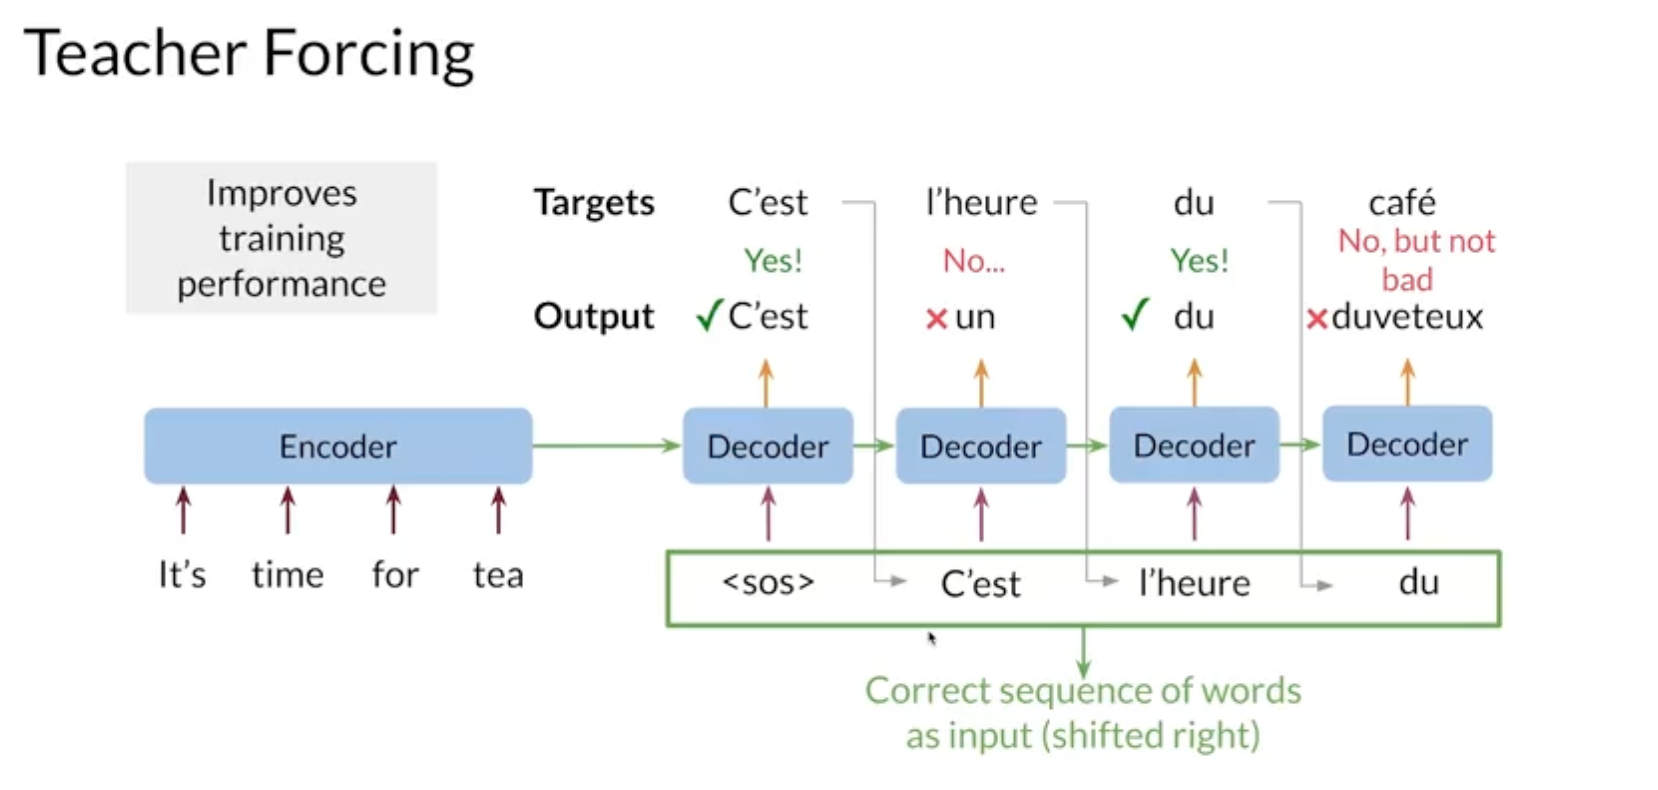 Teacher Forcing
Improves
training
performance
Targets C'est l'heure du café
Yes! No... Yes! No, but not
bad
Output ✓C'est ×un ✓ du ×duveteux
Encoder Decoder Decoder Decoder Decoder
It's time for tea <sos> C'est l'heure du
Correct sequence of words
as input (shifted right)